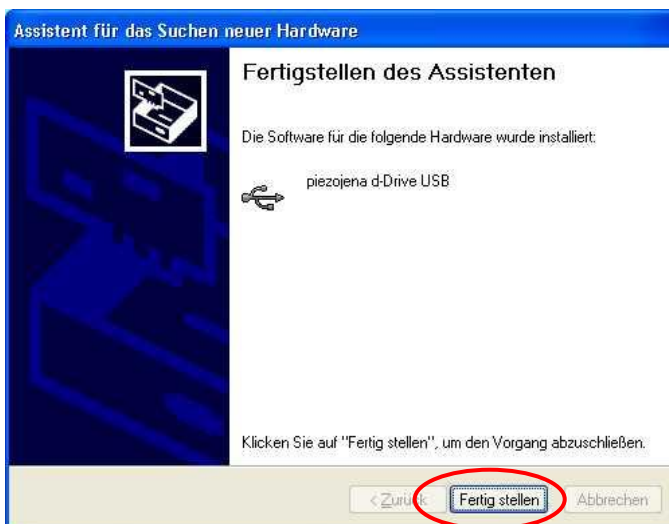 Assistent für das Suchen neuer Hardware
Fertigstellen des Assistenten
Die Software für die folgende Hardware wurde installiert:
piezojena d-Drive USB
Klicken Sie auf "Fertig stellen", um den Vorgang abzuschließen.
< Zurück Fertig stellen Abbrechen